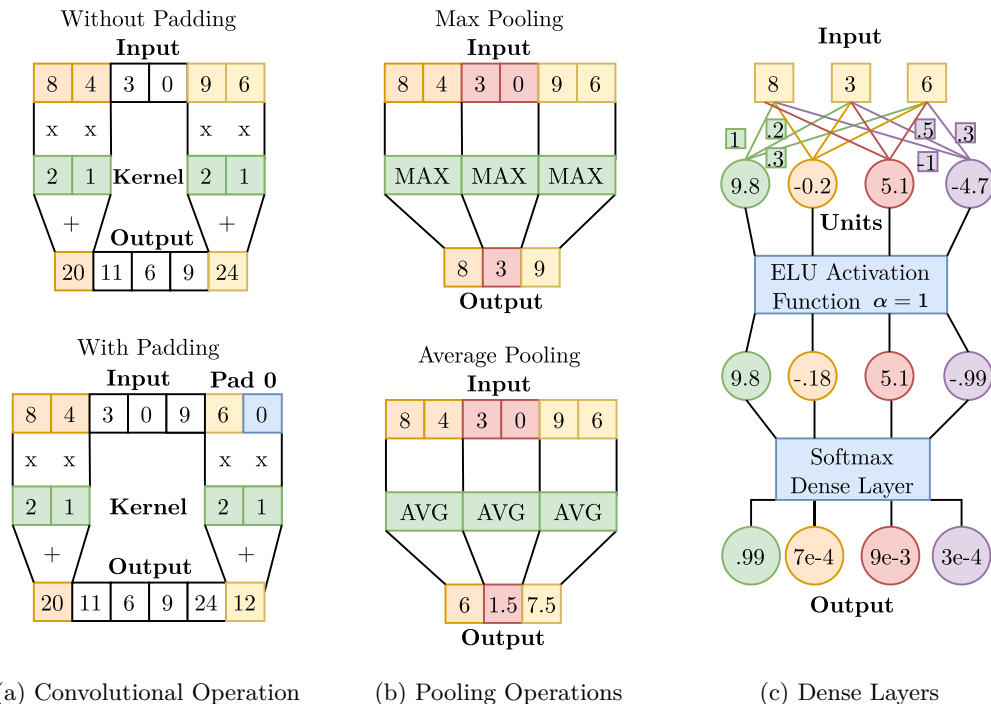 Without Padding
Input
8 4 3 0 9 6
x x x x
2 1 Kernel 2 1
+ +
Output
20 11 6 9 24
With Padding
Input Pad 0
8 4 3 0 9 6 0
x x x x
2 1 Kernel 2 1
+ +
Output
20 11 6 9 24 12
(a) Convolutional Operation
Max Pooling
Input
8 4 3 0 9 6
MAX MAX MAX
8 3 9
Output
Average Pooling
Input
8 4 3 0 9 6
AVG AVG AVG
6 1.5 7.5
Output
(b) Pooling Operations
Input
8 3 6
1 .2 .3 .5 -1 .3
9.8 -0.2 5.1 -4.7
Units
ELU Activation
Function α = 1
9.8 -.18 5.1 -.99
Softmax
Dense Layer
.99 7e-4 9e-3 3e-4
Output
(c) Dense Layers